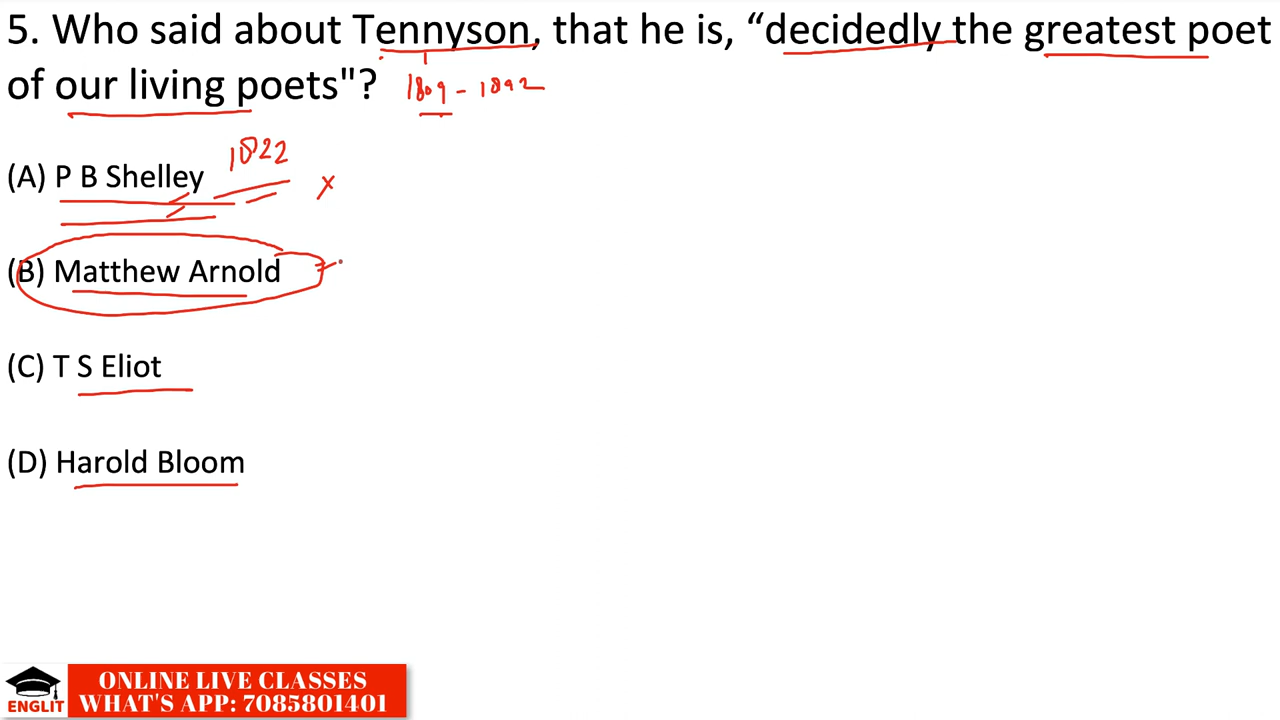 5. Who said about Tennyson, that he is, “decidedly the greatest poet
of our living poets"? 1809 - 1892
(A) P B Shelley 1822 x
(B) Matthew Arnold
(C) T S Eliot
(D) Harold Bloom
ENGLIT
ONLINE LIVE CLASSES
WHAT'S APP: 7085801401